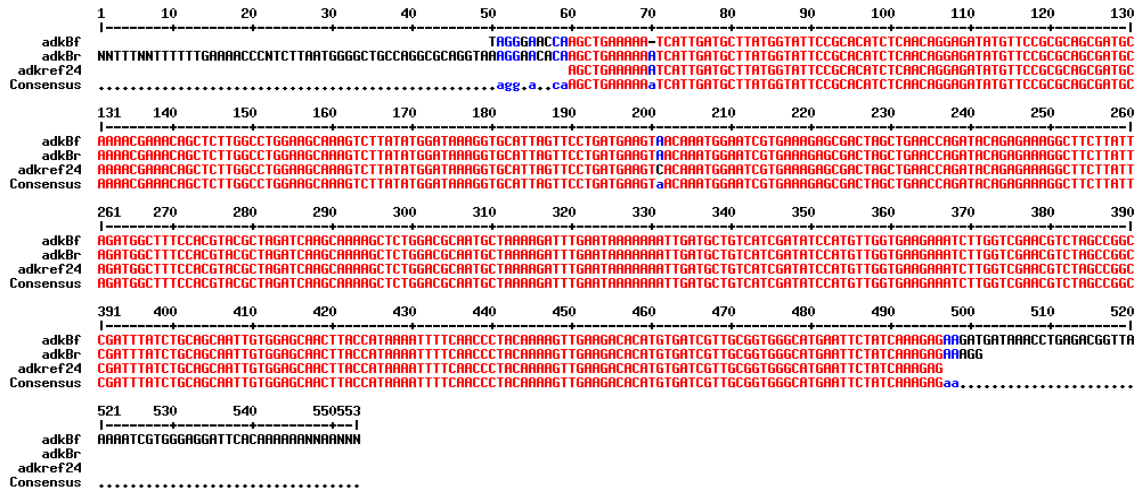 1 10 20 30 40 50 60 70 80 90 100 110 120 130
|--------+---------+---------+---------+---------+---------+---------+---------+---------+---------+---------+---------+---------|
adkBf TAGGGAACCAAGCTGAAAAA-TCATTGATGCTTATGGTATTCCGCACATCTCAACAGGAGATATGTTCCGCGCAGCGATGC
adkBr NNTTTNNTTTTTTGAAAACCCNTCTTAATGGGGCTGCCAGGCGCAGGTAAAGGAACACAAGCTGAAAAAATCATTGATGCTTATGGTATTCCGCACATCTCAACAGGAGATATGTTCCGCGCAGCGATGC
adkref24 AGCTGAAAAAATCATTGATGCTTATGGTATTCCGCACATCTCAACAGGAGATATGTTCCGCGCAGCGATGC
Consensus ..................................................agg.a..caAGCTGAAAAAaTCATTGATGCTTATGGTATTCCGCACATCTCAACAGGAGATATGTTCCGCGCAGCGATGC
131 140 150 160 170 180 190 200 210 220 230 240 250 260
|--------+---------+---------+---------+---------+---------+---------+---------+---------+---------+---------+---------+---------|
adkBf AAAACGAAACAGCTCTTGGCCTGGAAGCAAAGTCTTATATGGATAAAGGTGCATTAGTTCCTGATGAAGTAACAAATGGAATCGTGAAAGAGCGACTAGCTGAACCAGATACAGAGAAAGGCTTCTTATT
adkBr AAAACGAAACAGCTCTTGGCCTGGAAGCAAAGTCTTATATGGATAAAGGTGCATTAGTTCCTGATGAAGTAACAAATGGAATCGTGAAAGAGCGACTAGCTGAACCAGATACAGAGAAAGGCTTCTTATT
adkref24 AAAACGAAACAGCTCTTGGCCTGGAAGCAAAGTCTTATATGGATAAAGGTGCATTAGTTCCTGATGAAGTCACAAATGGAATCGTGAAAGAGCGACTAGCTGAACCAGATACAGAGAAAGGCTTCTTATT
Consensus AAAACGAAACAGCTCTTGGCCTGGAAGCAAAGTCTTATATGGATAAAGGTGCATTAGTTCCTGATGAAGTaACAAATGGAATCGTGAAAGAGCGACTAGCTGAACCAGATACAGAGAAAGGCTTCTTATT
261 270 280 290 300 310 320 330 340 350 360 370 380 390
|--------+---------+---------+---------+---------+---------+---------+---------+---------+---------+---------+---------+---------|
adkBf AGATGGCTTTCCACGTACGCTAGATCAAGCAAAAGCTCTGGACGCAATGCTAAAAGATTTGAATAAAAAAATTGATGCTGTCATCGATATCCATGTTGGTGAAGAAATCTTGGTCGAACGTCTAGCCGGC
adkBr AGATGGCTTTCCACGTACGCTAGATCAAGCAAAAGCTCTGGACGCAATGCTAAAAGATTTGAATAAAAAAATTGATGCTGTCATCGATATCCATGTTGGTGAAGAAATCTTGGTCGAACGTCTAGCCGGC
adkref24 AGATGGCTTTCCACGTACGCTAGATCAAGCAAAAGCTCTGGACGCAATGCTAAAAGATTTGAATAAAAAAATTGATGCTGTCATCGATATCCATGTTGGTGAAGAAATCTTGGTCGAACGTCTAGCCGGC
Consensus AGATGGCTTTCCACGTACGCTAGATCAAGCAAAAGCTCTGGACGCAATGCTAAAAGATTTGAATAAAAAAATTGATGCTGTCATCGATATCCATGTTGGTGAAGAAATCTTGGTCGAACGTCTAGCCGGC
391 400 410 420 430 440 450 460 470 480 490 500 510 520
|--------+---------+---------+---------+---------+---------+---------+---------+---------+---------+---------+---------+---------|
adkBf CGATTTATCTGCAGCAATTGTGGAGCAACTTACCATAAAATTTTCAACCCTACAAAAGTTGAAGACACATGTGATCGTTGCGGTGGGCATGAATTCTATCAAAGAGAAGATGATAAACCTGAGACGGTTA
adkBr CGATTTATCTGCAGCAATTGTGGAGCAACTTACCATAAAATTTTCAACCCTACAAAAGTTGAAGACACATGTGATCGTTGCGGTGGGCATGAATTCTATCAAAGAGAAAGG
adkref24 CGATTTATCTGCAGCAATTGTGGAGCAACTTACCATAAAATTTTCAACCCTACAAAAGTTGAAGACACATGTGATCGTTGCGGTGGGCATGAATTCTATCAAAGAG
Consensus CGATTTATCTGCAGCAATTGTGGAGCAACTTACCATAAAATTTTCAACCCTACAAAAGTTGAAGACACATGTGATCGTTGCGGTGGGCATGAATTCTATCAAAGAGaa......................
521 530 540 550553
|--------+---------+---------+--|
adkBf AAAATCGTGGGAGGATTCACAAAAAANNAANNN
adkBr
adkref24
Consensus .................................